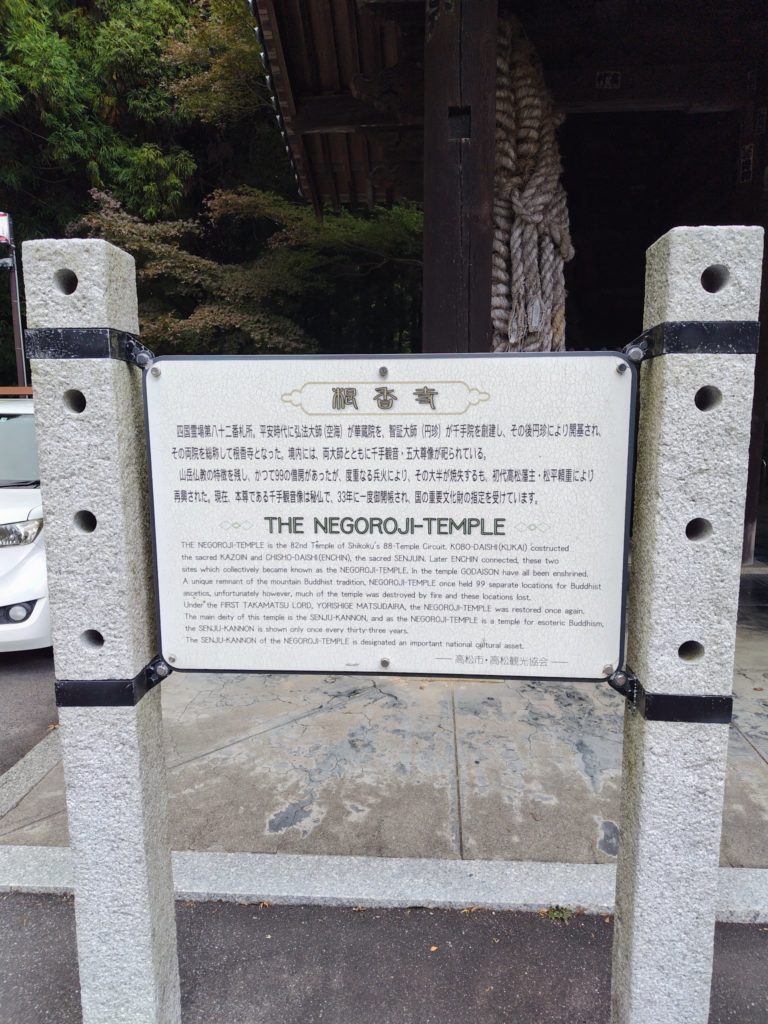 根香寺
四国霊場第八十二番札所。平安時代に弘法大師(空海)が華蔵院を、智証大師(円珍)が千手院を創建し、その後円珍により開基され、
その両院を総称して根香寺となった。境内には、両大師とともに千手観音・五大尊像が祀られている。
山岳仏教の特徴を残し、かつて99の僧房があったが、度重なる兵火により、その大半が焼失するも、初代高松藩主・松平頼重により
再興された。現在、本尊である千手観音像は秘仏で、33年に一度御開帳され、国の重要文化財の指定を受けています。
THE NEGOROJI-TEMPLE
THE NEGOROJI-TEMPLE is the 82nd Temple of Shikoku's 88-Temple Circuit. KOBO-DAISHI(KUKAI) costructed
the sacred KAZOIN and CHISHO-DAISHI(ENCHIN), the sacred SENJUIN. Later ENCHIN connected, these two
sites which collectively became known as the NEGOROJI-TEMPLE. In the temple GODAISON have all been enshrined.
A unique remnant of the mountain Buddhist tradition, NEGOROJI-TEMPLE once held 99 separate locations for Buddhist
ascetics, unfortunately however, much of the temple was destroyed by fire and these locations lost.
Under the FIRST TAKAMATSU LORD, YORISHIGE MATSUDAIRA, the NEGOROJI-TEMPLE was restored once again.
The main deity of this temple is the SENJU-KANNON, and as the NEGOROJI-TEMPLE is a temple for esoteric Buddhism,
the SENJU-KANNON is shown only once every thirty-three years.
The SENJU-KANNON of the NEGOROJI-TEMPLE is designated an important national cultural asset.
高松市・高松観光協会